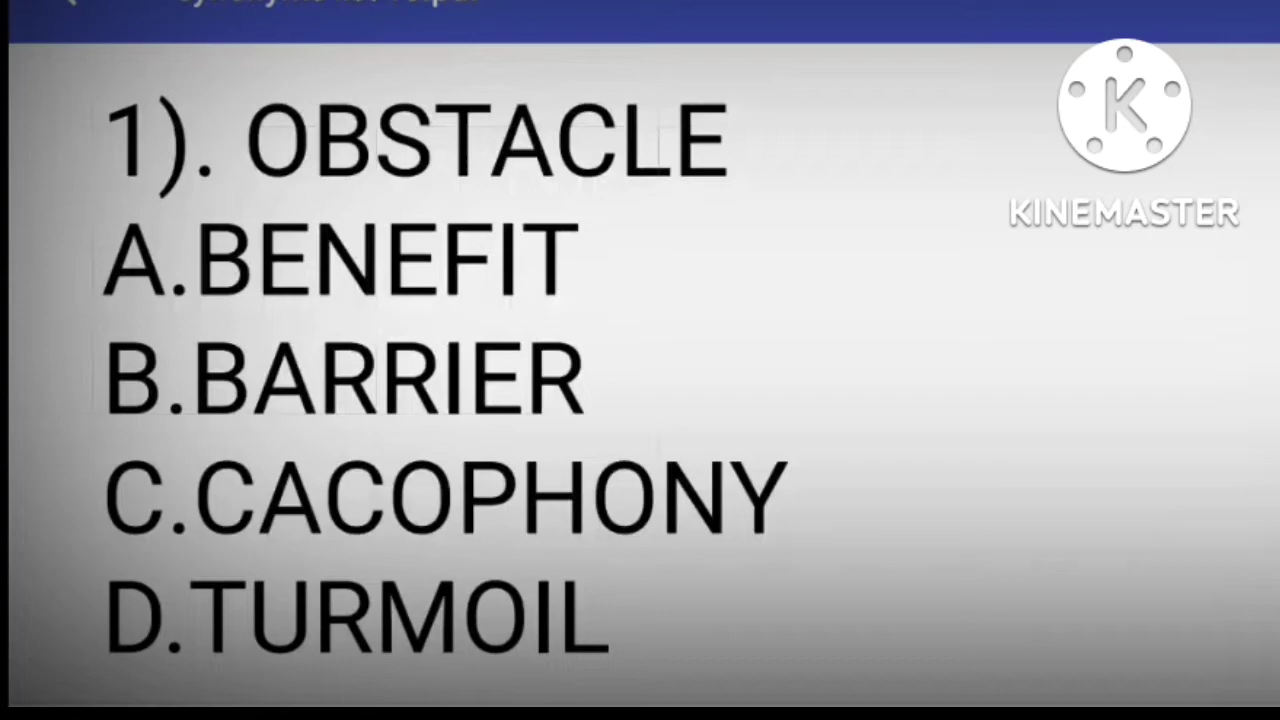 1). OBSTACLE
A.BENEFIT
B.BARRIER
C.CACOPHONY
D.TURMOIL
K
KINEMASTER